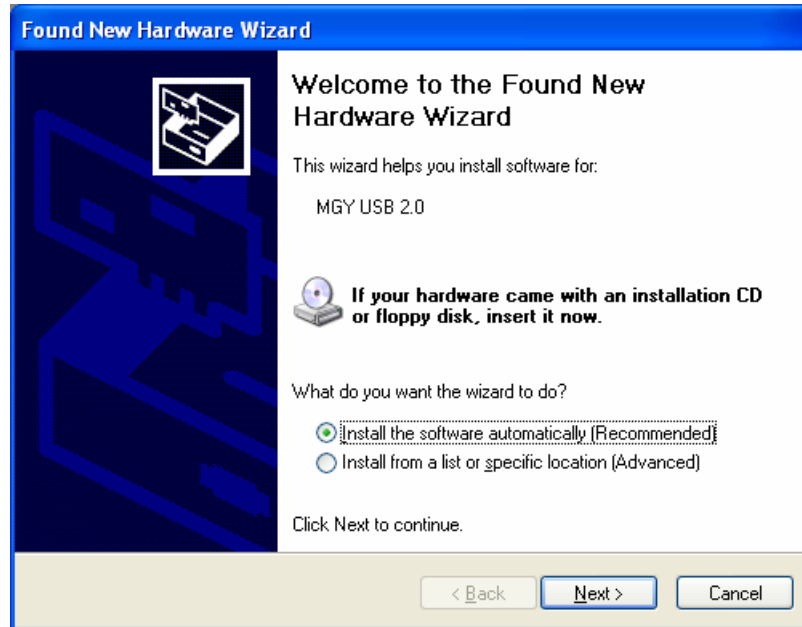 Found New Hardware Wizard
Welcome to the Found New
Hardware Wizard
This wizard helps you install software for:
MGY USB 2.0
If your hardware came with an installation CD
or floppy disk, insert it now.
What do you want the wizard to do?
Install the software automatically (Recommended)
Install from a list or specific location (Advanced)
Click Next to continue.
< Back Next > Cancel